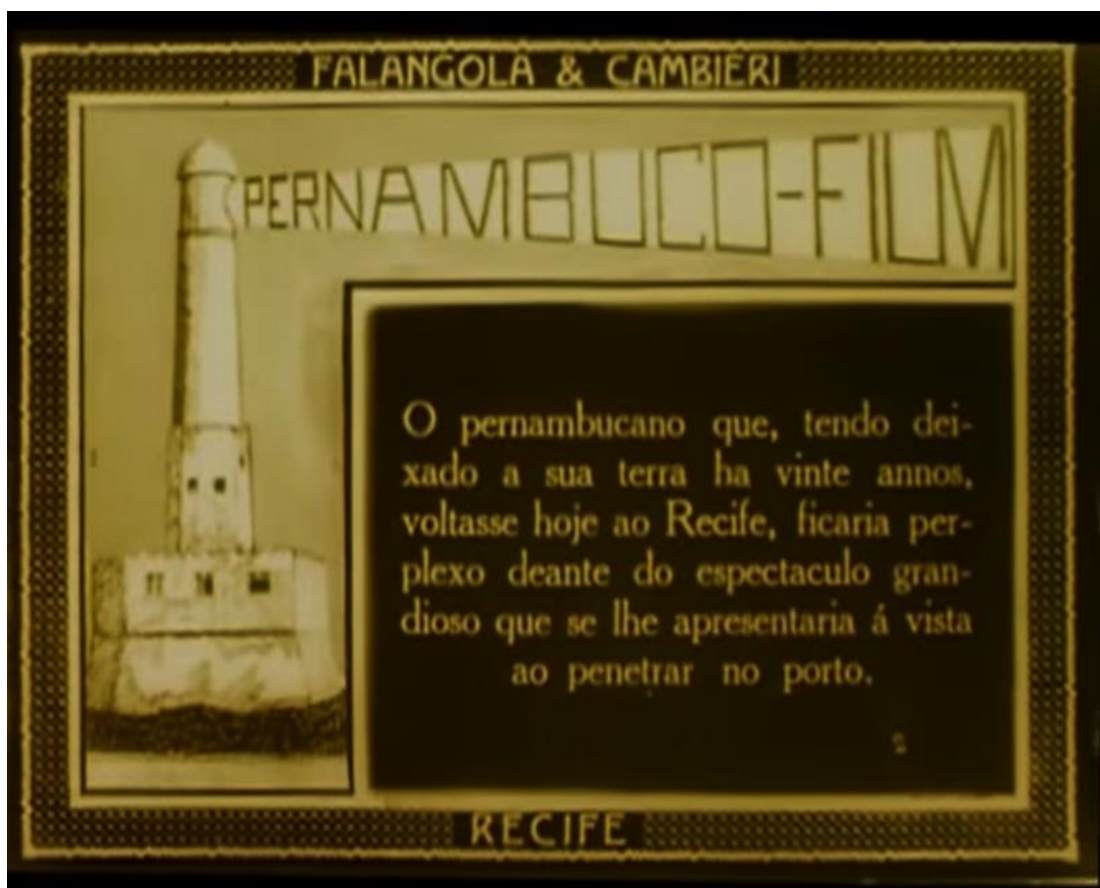 FALANGOLA & CAMBIERI
PERNAMBUCO-FILM
O pernambucano que, tendo dei-
xado a sua terra ha vinte annos,
voltasse hoje ao Recife, ficaria per-
plexo deante do espectaculo gran-
dioso que se lhe apresentaria á vista
ao penetrar no porto.
2
RECIFE